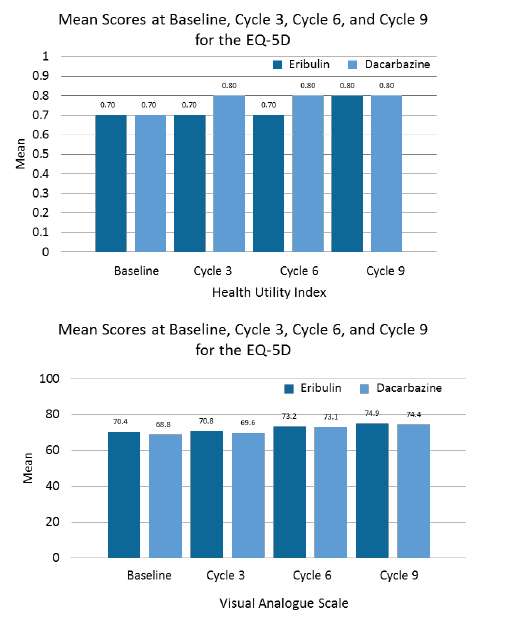 Mean Scores at Baseline, Cycle 3, Cycle 6, and Cycle 9
for the EQ-5D
Eribulin Dacarbazine
1
0.9
0.8
0.7
0.6
0.5
0.4
0.3
0.2
0.1
0
Mean
0.70 0.70 0.70 0.80 0.70 0.80 0.80 0.80
Baseline Cycle 3 Cycle 6 Cycle 9
Health Utility Index
Mean Scores at Baseline, Cycle 3, Cycle 6, and Cycle 9
for the EQ-5D
Eribulin Dacarbazine
100
80
60
40
20
0
Mean
70.4 68.8 70.8 69.6 73.2 73.1 74.9 74.4
Baseline Cycle 3 Cycle 6 Cycle 9
Visual Analogue Scale